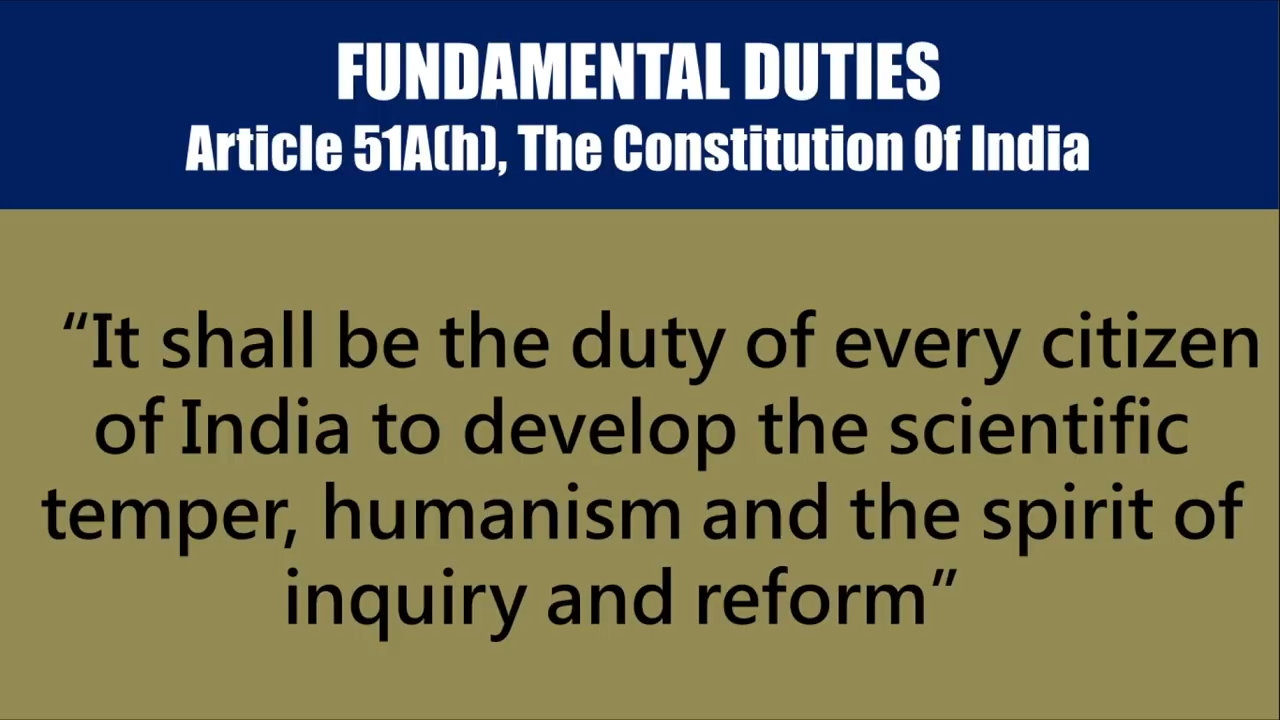 FUNDAMENTAL DUTIES
Article 51A(h), The Constitution Of India
“It shall be the duty of every citizen
of India to develop the scientific
temper, humanism and the spirit of
inquiry and reform”